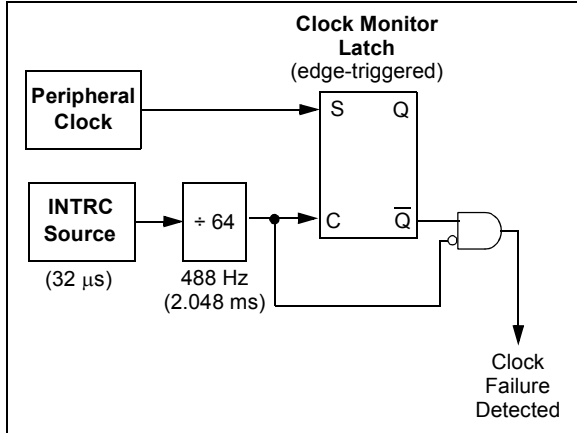 Clock Monitor
Latch
(edge-triggered)
Peripheral
Clock
S
Q
INTRC
Source
÷ 64
C
Q̅
(32 μs)
488 Hz
(2.048 ms)
Clock
Failure
Detected